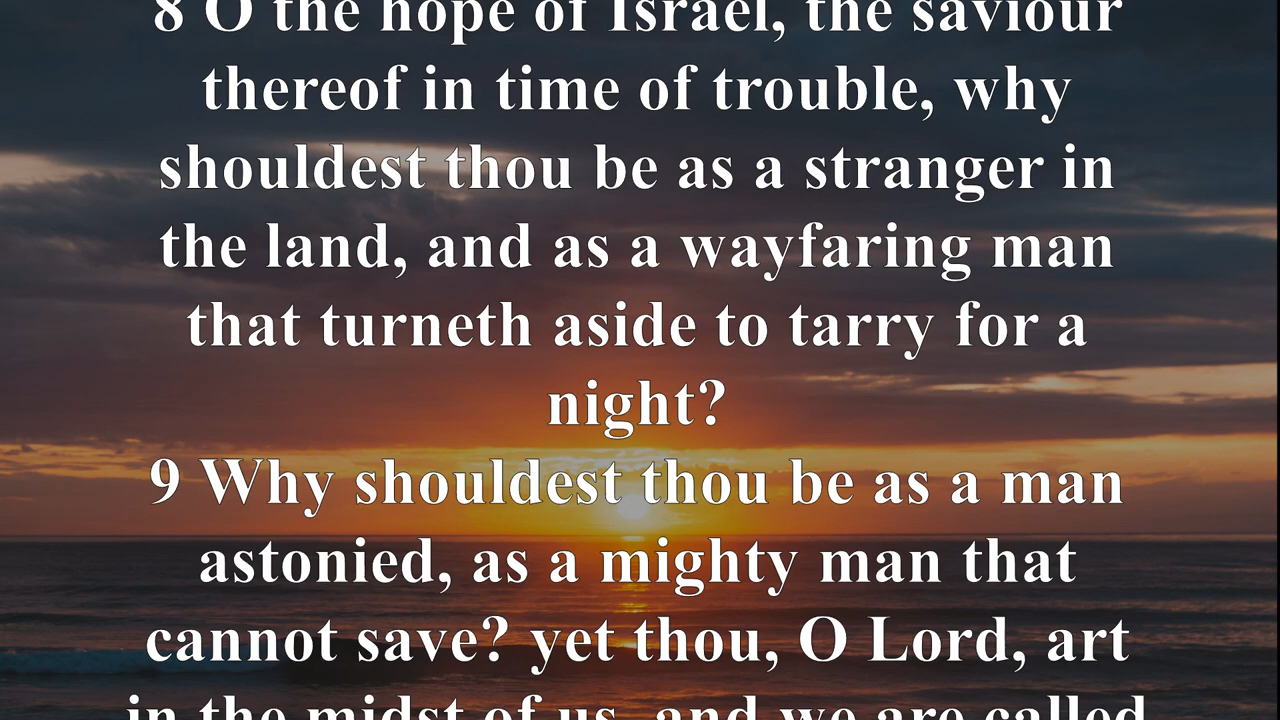 8 O the hope of Israel, the saviour
thereof in time of trouble, why
shouldest thou be as a stranger in
the land, and as a wayfaring man
that turneth aside to tarry for a
night?
9 Why shouldest thou be as a man
astonied, as a mighty man that
cannot save? yet thou, O Lord, art
in the midst of us, and we are called